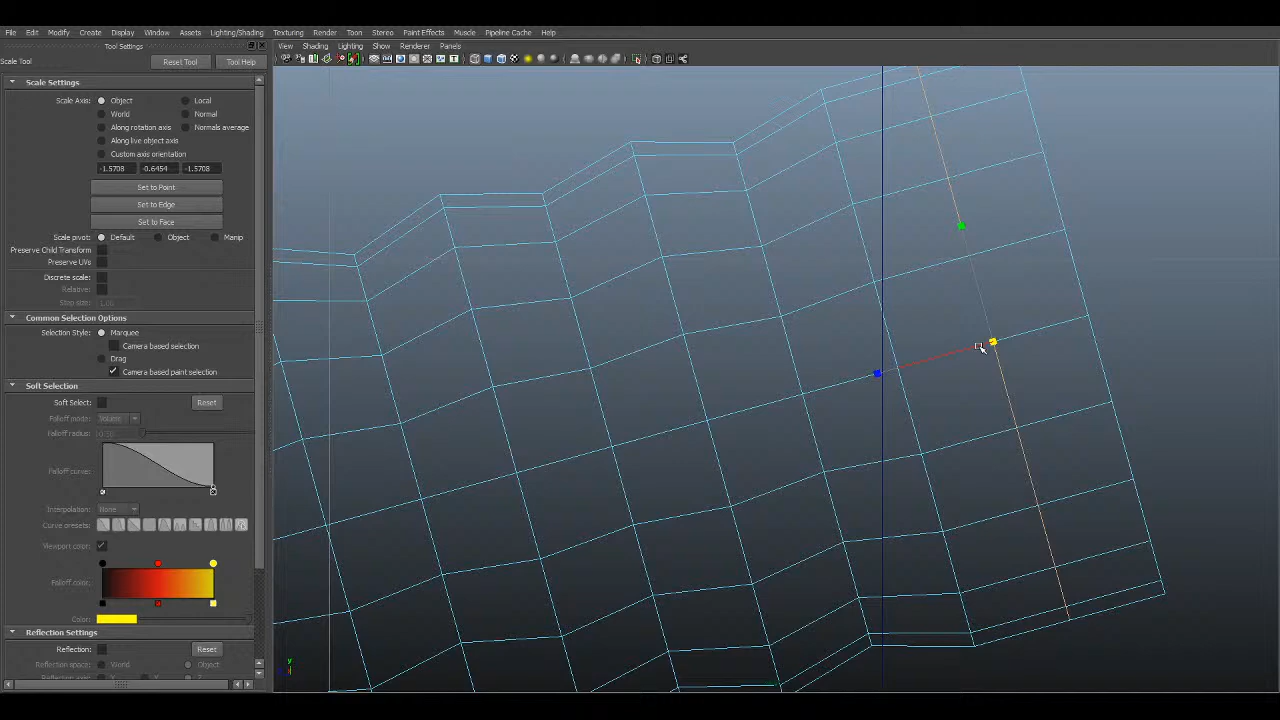 File Edit Modify Create Display Window Assets Lighting/Shading Texturing Render Toon Stereo Paint Effects Muscle Pipeline Cache Help
Tool Settings
View Shading Lighting Show Renderer Panels
Scale Tool Reset Tool Tool Help
Scale Settings
Scale Axis: Object Local
World Normal
Along rotation axis Normals average
Along live object axis
Custom axis orientation
-1.5708 -0.6454 -1.5708
Set to Point
Set to Edge
Set to Face
Scale pivot: Default Object Manip
Preserve Child Transform
Preserve UVs
Discrete scale:
Relative:
Step size: 1.00
Common Selection Options
Selection Style: Marquee
Camera based selection
Drag
Camera based paint selection
Soft Selection
Soft Select: Reset
Falloff mode: Volume
Falloff radius:
Falloff curve:
Interpolation: None
Curve presets:
Viewport color:
Falloff color:
Color:
Reflection Settings
Reflection: Reset
Reflection space: World Object
Reflection axis:
y